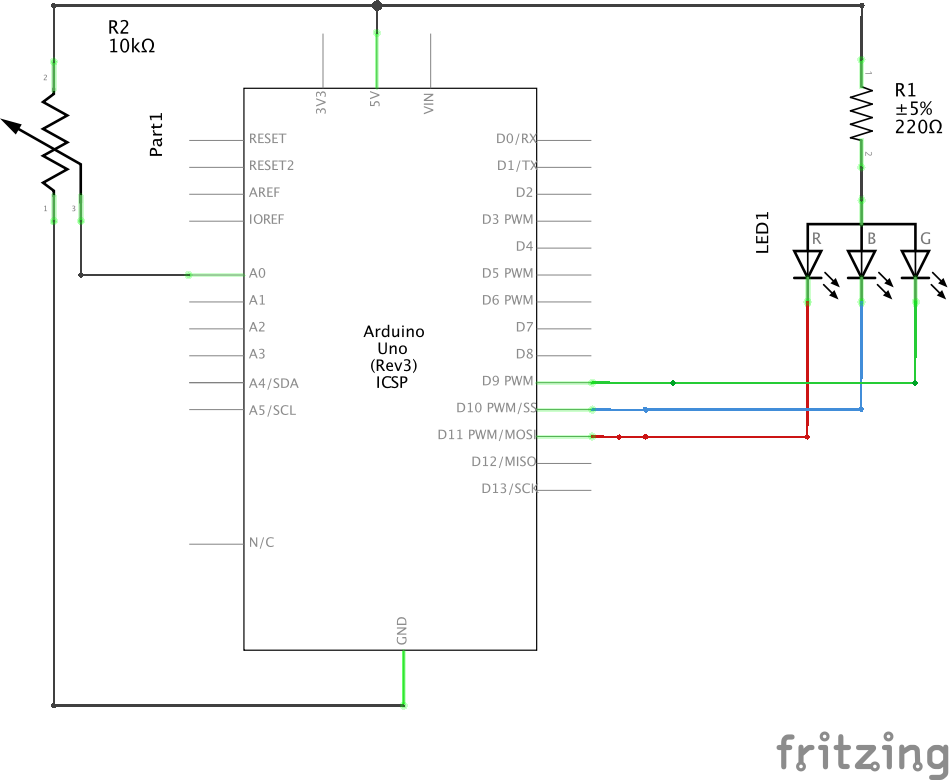 R2
10kΩ
2
1
3
Part1
3V3
5V
VIN
RESET
RESET2
AREF
IOREF
A0
A1
A2
A3
A4/SDA
A5/SCL
N/C
D0/RX
D1/TX
D2
D3 PWM
D4
D5 PWM
D6 PWM
D7
D8
D9 PWM
D10 PWM/SS
D11 PWM/MOSI
D12/MISO
D13/SCK
Arduino
Uno
(Rev3)
ICSP
GND
1
R1
±5%
220Ω
2
LED1
R
B
G
fritzing